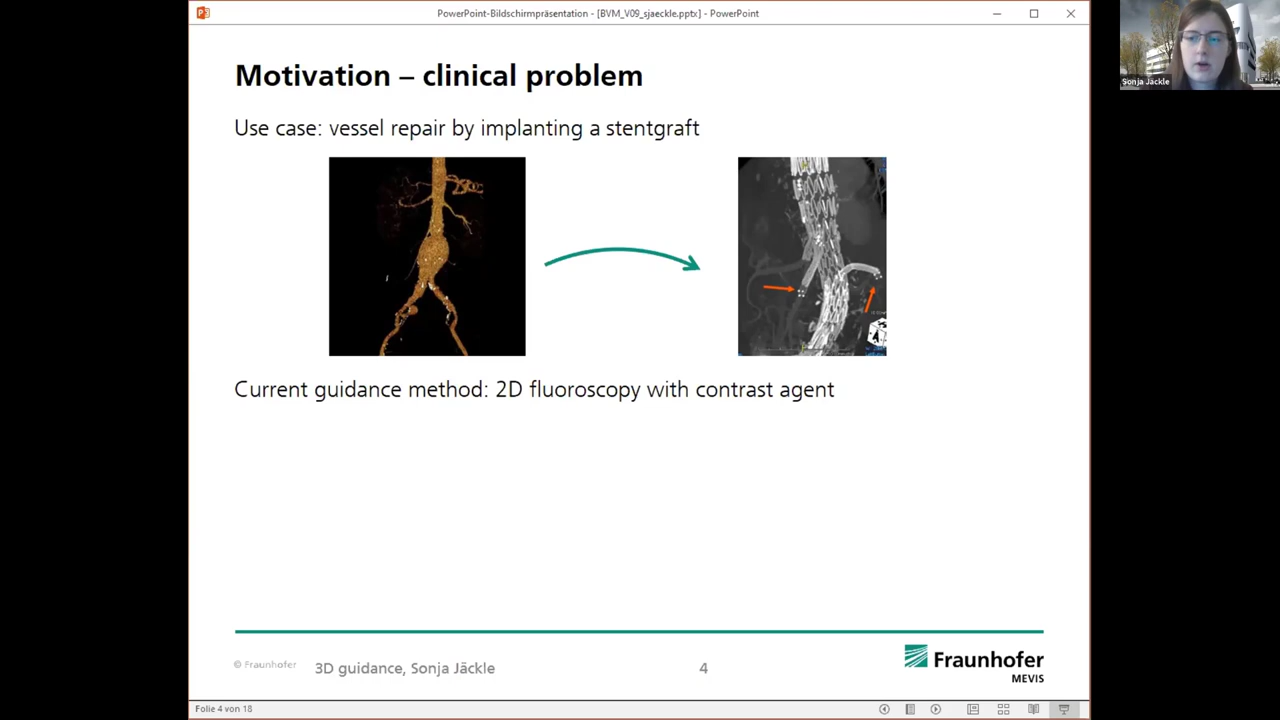 PowerPoint-Bildschirmpräsentation - [BVM_V09_sjaeckle.pptx] - PowerPoint
Sonja Jäckle
Motivation – clinical problem
Use case: vessel repair by implanting a stentgraft
Current guidance method: 2D fluoroscopy with contrast agent
© Fraunhofer
3D guidance, Sonja Jäckle
4
Fraunhofer
MEVIS
Folie 4 von 18